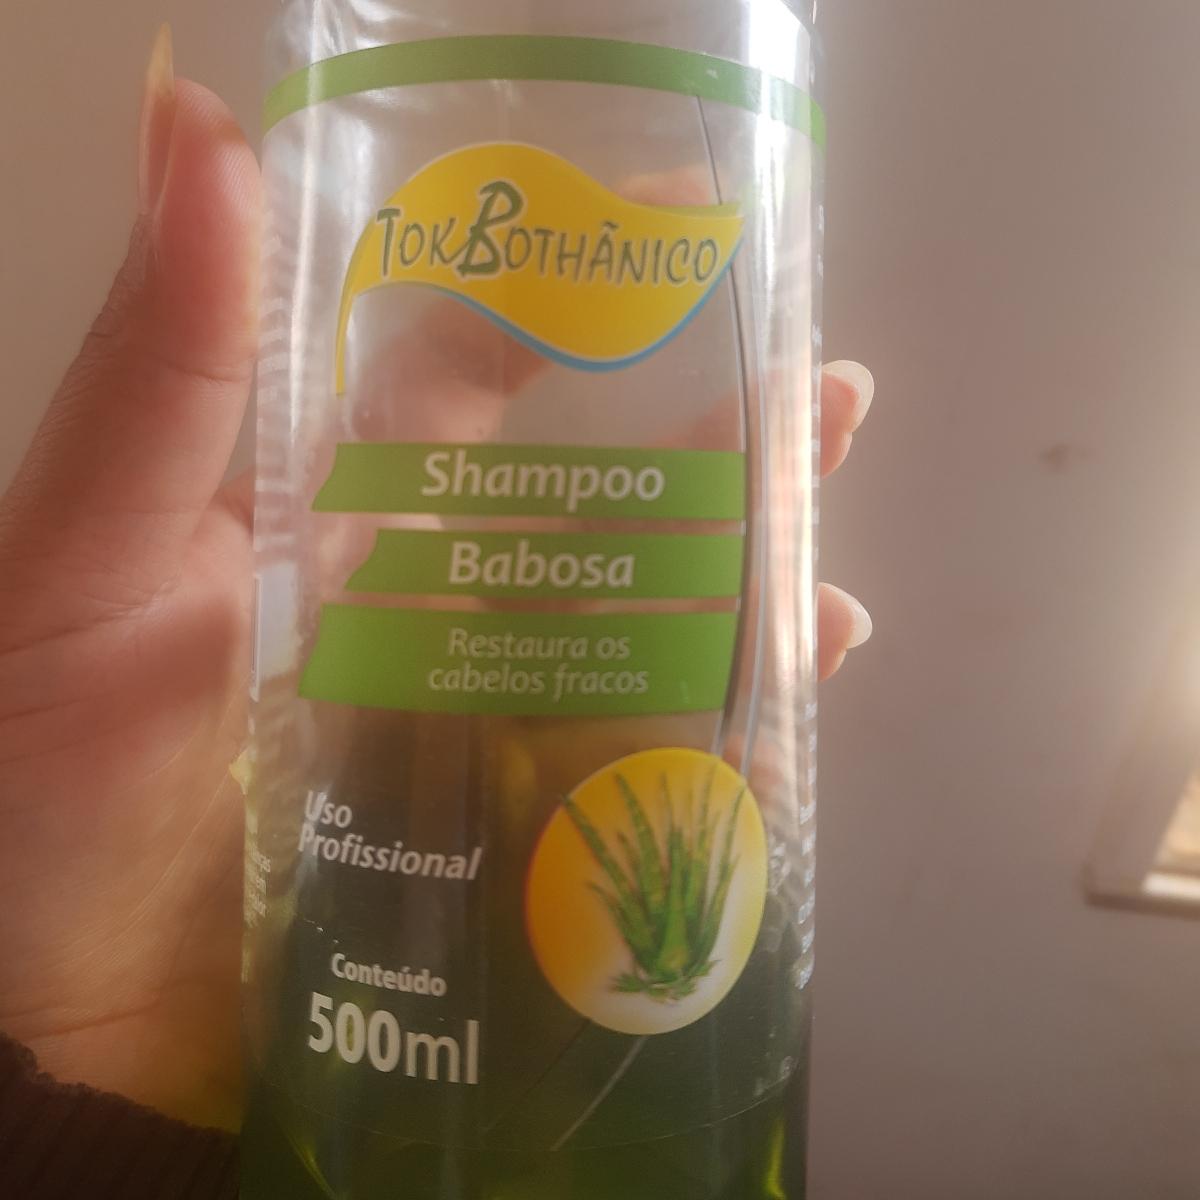 TOKBOTHÂNICO
Shampoo
Babosa
Restaura os
cabelos fracos
Uso
Profissional
Conteúdo
500ml